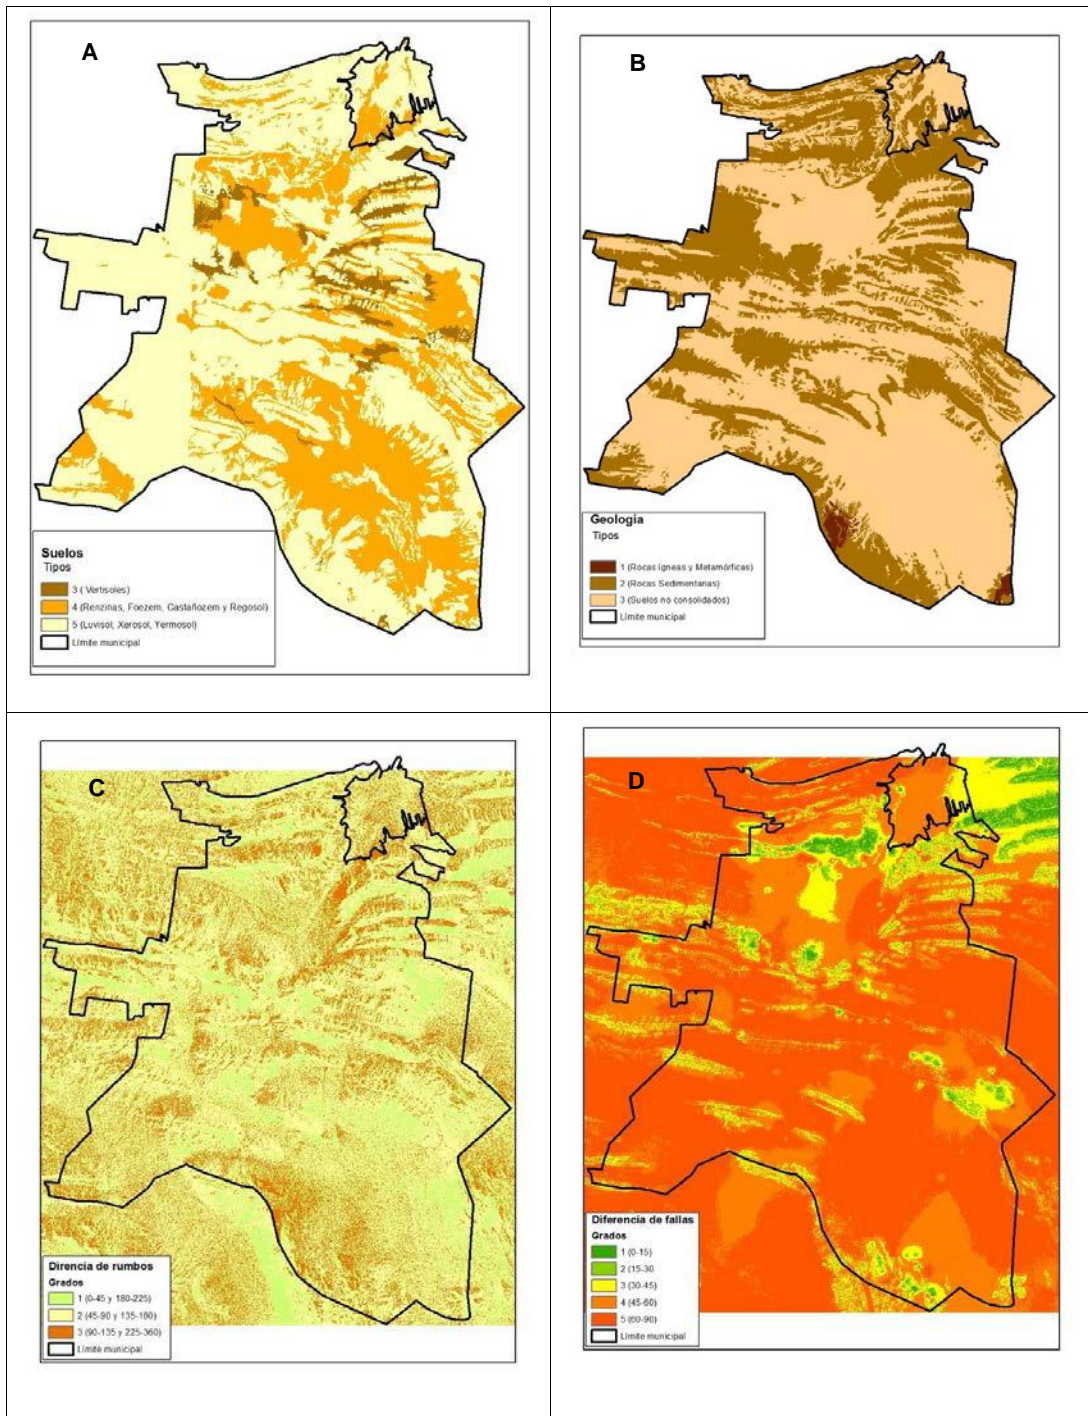 A
Suelos
Tipos
3 ( Vertisoles)
4 (Renzinas, Foezem, Castañozem y Regosol)
5 (Luvisol, Xerosol, Yermosol)
Límite municipal
B
Geología
Tipos
1 (Rocas Ígneas y Metamórficas)
2 (Rocas Sedimentarias)
3 (Suelos no consolidados)
Límite municipal
C
Direncia de rumbos
Grados
1 (0-45 y 180-225)
2 (45-90 y 135-180)
3 (90-135 y 225-360)
Límite municipal
D
Diferencia de fallas
Grados
1 (0-15)
2 (15-30
3 (30-45)
4 (45-60)
5 (60-90)
Límite municipal